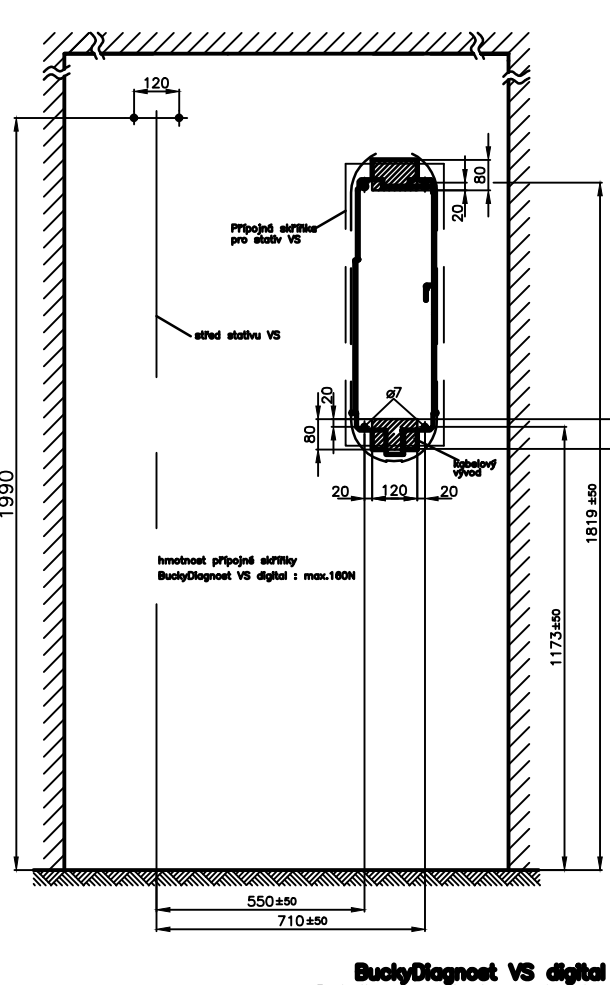 120
80
20
Přípojná skříňka
pro stativ VS
střed stativu VS
ø7
20
80
kabelový
vývod
20 120 20
1990
1819 ±50
hmotnost přípojné skříňky
BuckyDiagnost VS digital : max.160N
1173±50
550±50
710±50
BuckyDiagnost VS digital